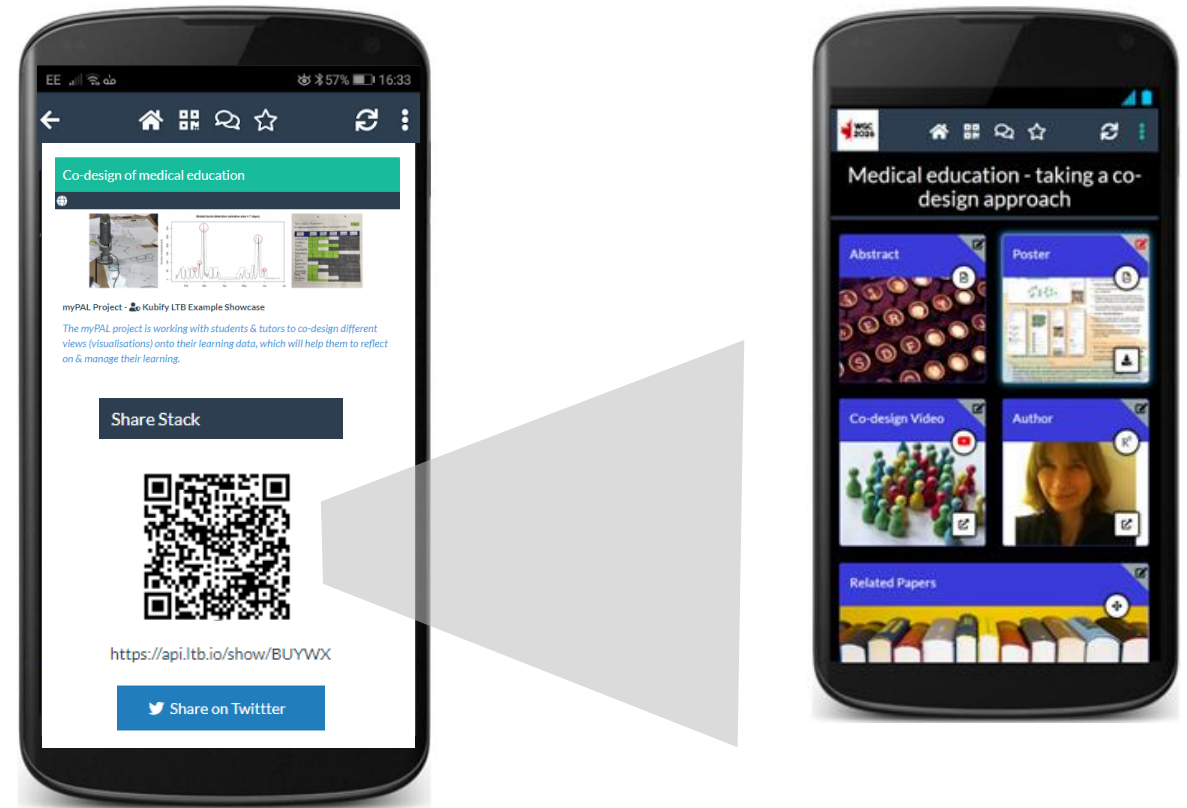 EE
57%
16:33
Co-design of medical education
myPAL Project -
Kubify LTB Example Showcase
The myPAL project is working with students & tutors to co-design different
views (visualisations) onto their learning data, which will help them to reflect
on & manage their learning.
Share Stack
https://api.ltb.io/show/BUYWX
Share on Twittter
WGC
2026
Medical education - taking a co-
design approach
Abstract
Poster
Co-design Video
Author
Related Papers